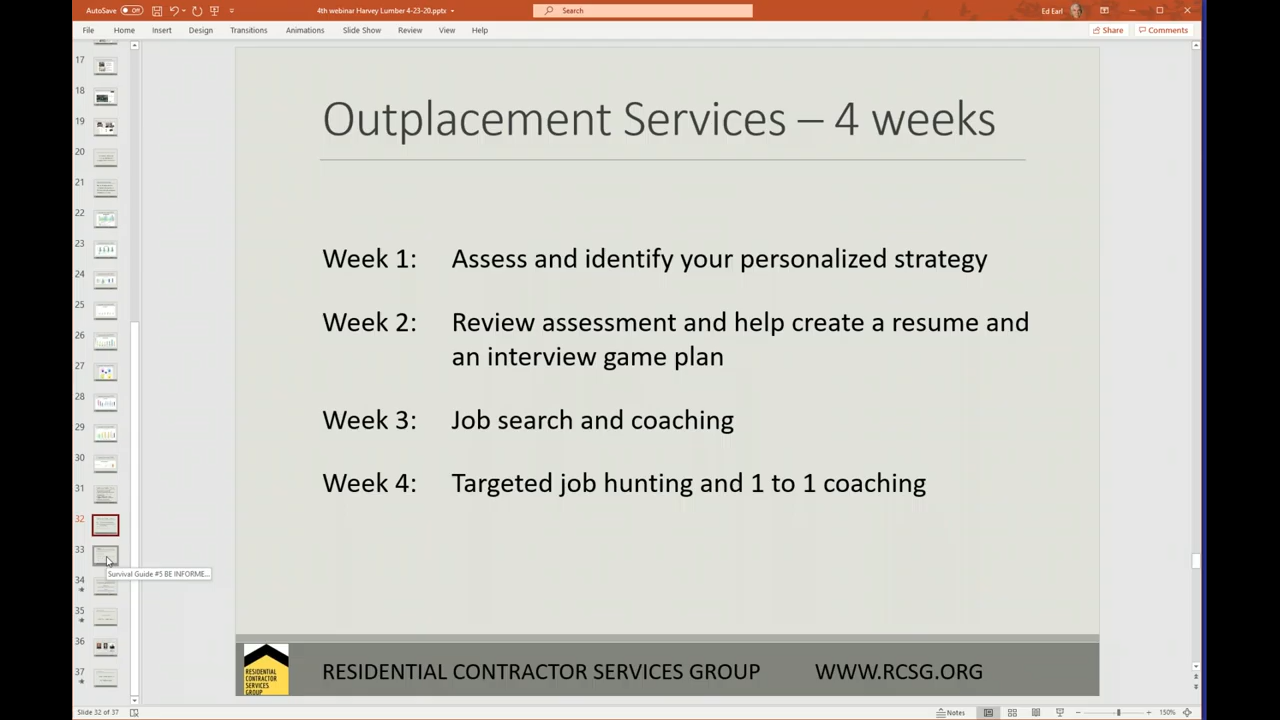 AutoSave Off
4th webinar Harvey Lumber 4-23-20.pptx
Search
Ed Earl
File Home Insert Design Transitions Animations Slide Show Review View Help
Share Comments
17
18
19
20
21
22
23
24
25
26
27
28
29
30
31
32
33
34
35
36
37
Survival Guide #5 BE INFORME...
Outplacement Services – 4 weeks
Week 1: Assess and identify your personalized strategy
Week 2: Review assessment and help create a resume and
an interview game plan
Week 3: Job search and coaching
Week 4: Targeted job hunting and 1 to 1 coaching
RESIDENTIAL
CONTRACTOR
SERVICES
GROUP
RESIDENTIAL CONTRACTOR SERVICES GROUP WWW.RCSG.ORG
Slide 32 of 37
Notes
150%